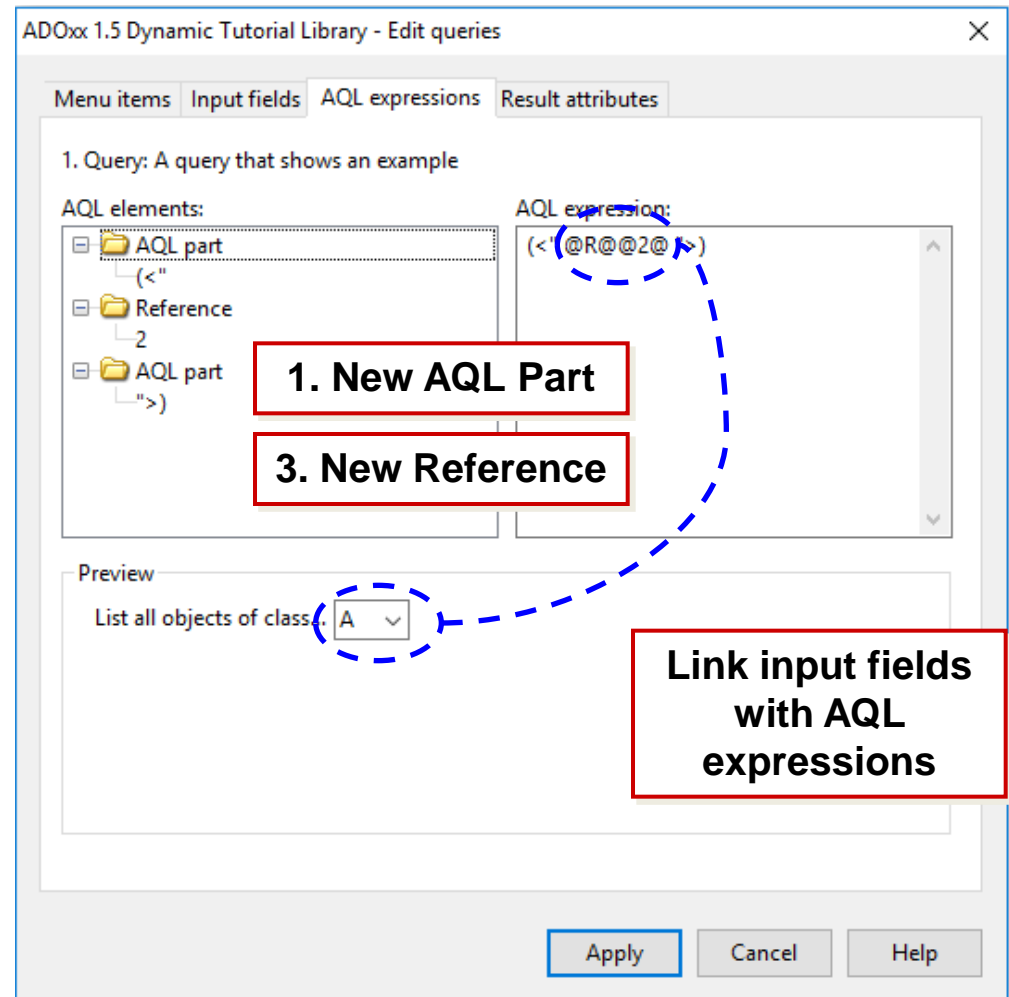 ADOxx 1.5 Dynamic Tutorial Library - Edit queries
Menu items Input fields AQL expressions Result attributes
1. Query: A query that shows an example
AQL elements:
AQL part
(<"
Reference
2
AQL part
">)
AQL expression:
(<" @R@@2@ ">)
1. New AQL Part
3. New Reference
Preview
List all objects of class... A
Link input fields
with AQL
expressions
Apply Cancel Help